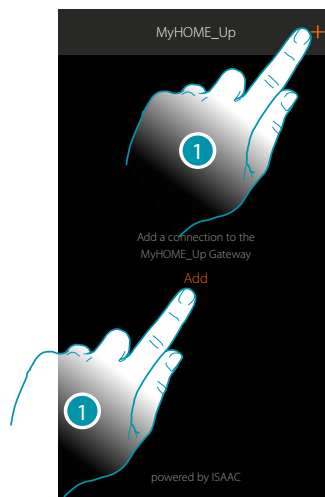 MyHOME_Up +
1
Add a connection to the
MyHOME_Up Gateway
Add
1
powered by ISAAC